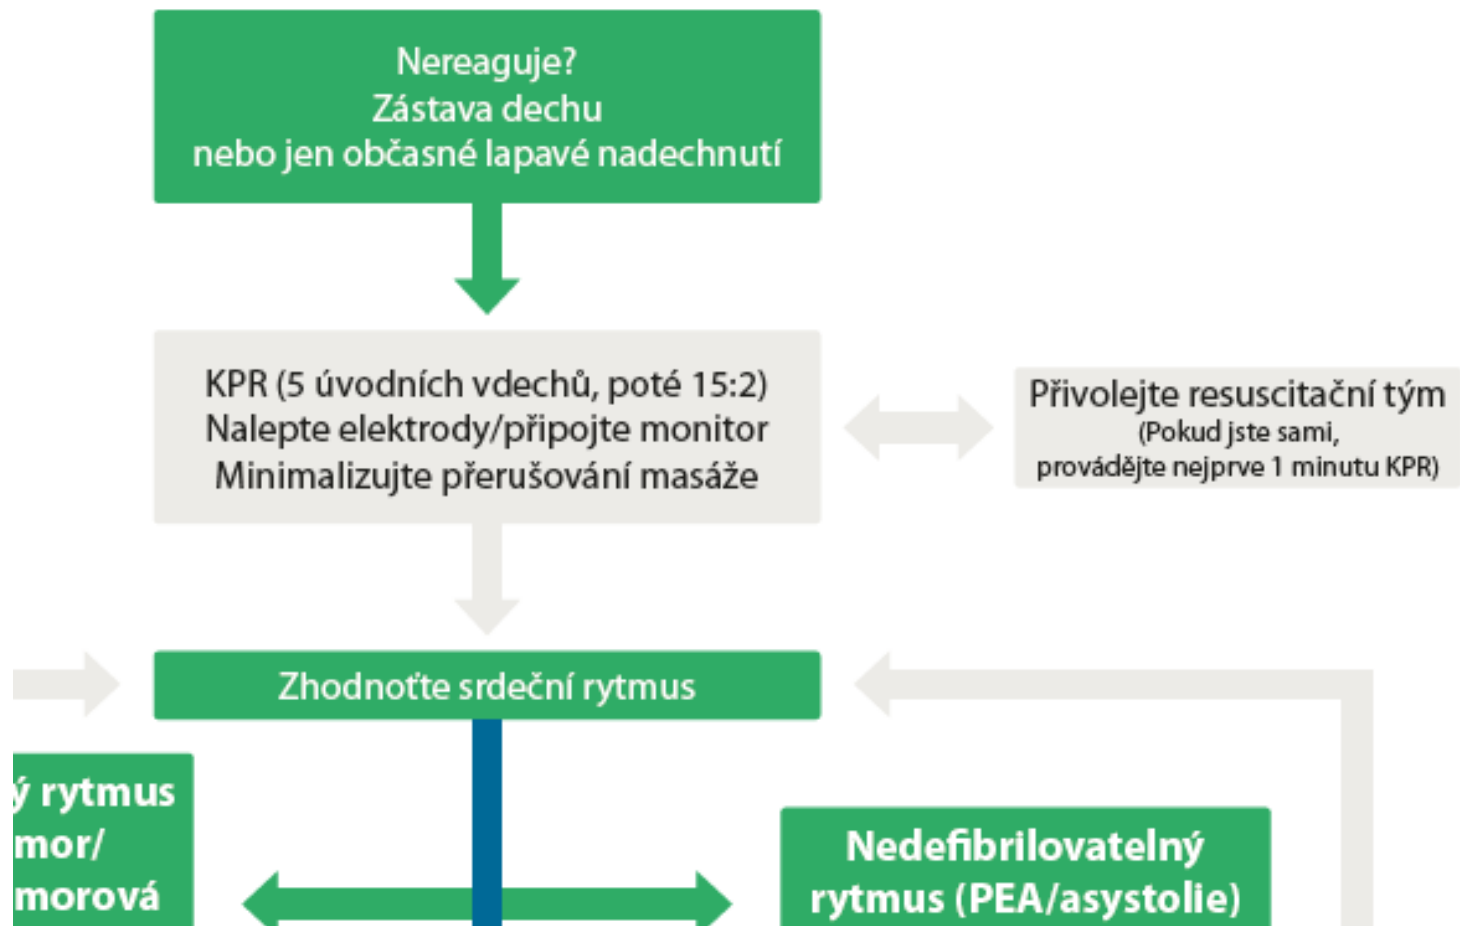 Nereaguje?
Zástava dechu
nebo jen občasné lapavé nadechnutí
KPR (5 úvodních vdechů, poté 15:2)
Nalepte elektrody/připojte monitor
Minimalizujte přerušování masáže
Přivolejte resuscitační tým
(Pokud jste sami,
provádějte nejprve 1 minutu KPR)
Zhodnoťte srdeční rytmus
ý rytmus
mor/
morová
Nedefibrilovatelný
rytmus (PEA/asystolie)